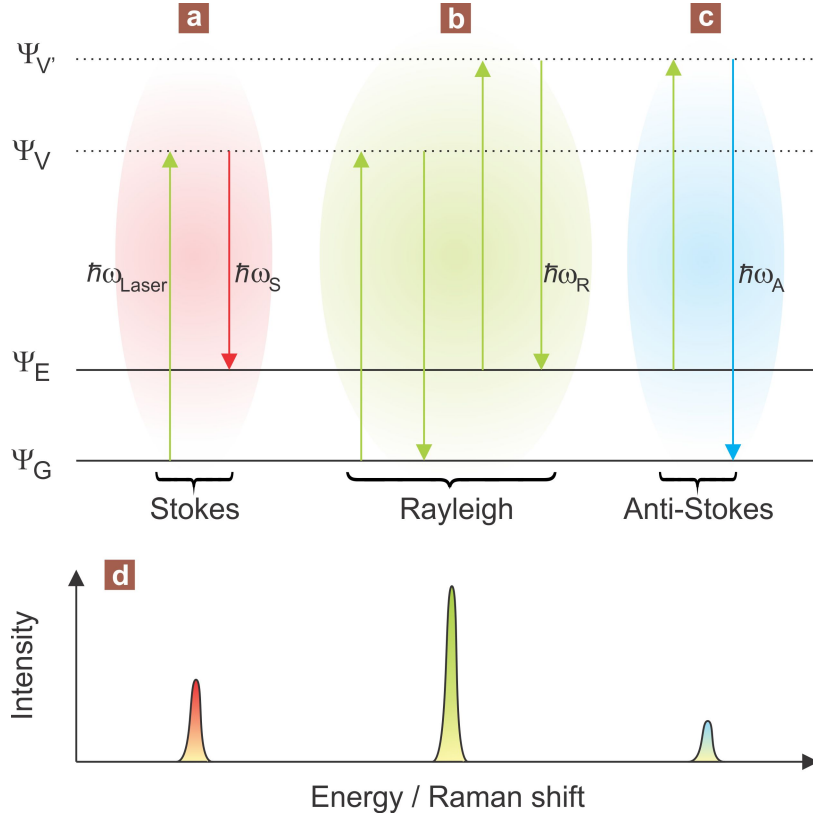 a b c
Ψ_V'
Ψ_V
ħω_Laser ħω_S ħω_R ħω_A
Ψ_E
Ψ_G
Stokes Rayleigh Anti-Stokes
d
Intensity
Energy / Raman shift